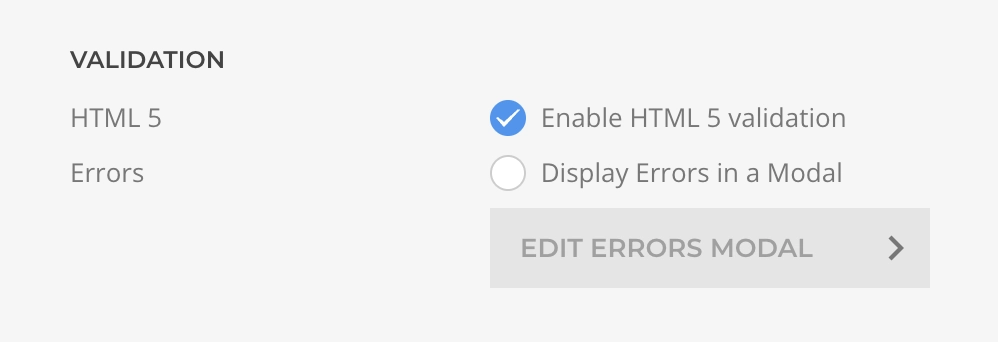 VALIDATION
HTML 5
Enable HTML 5 validation
Errors
Display Errors in a Modal
EDIT ERRORS MODAL